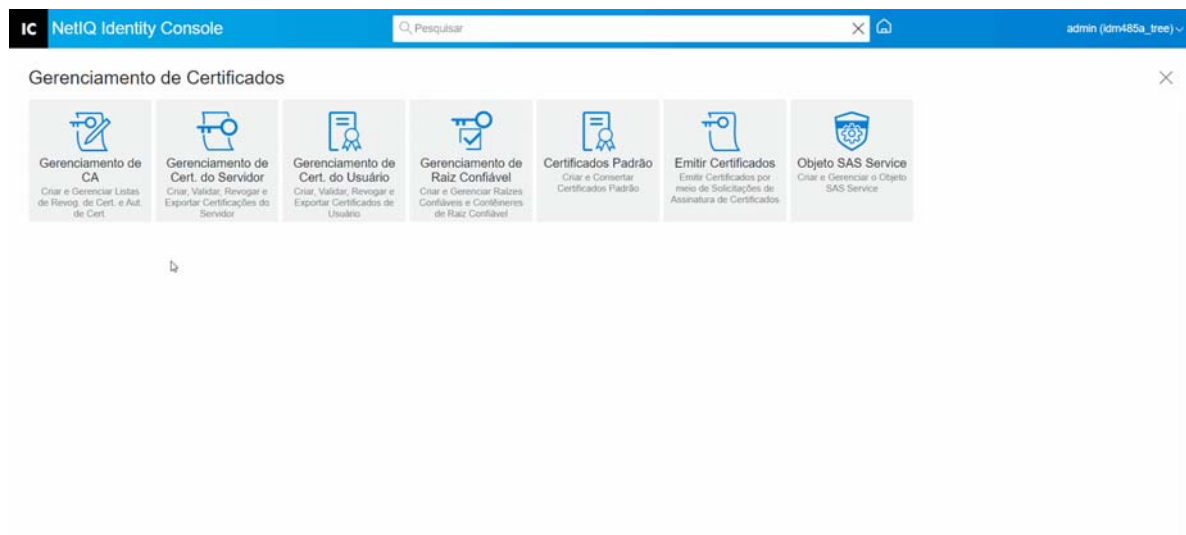 IC NetIQ Identity Console
Pesquisar
admin (idm485a_tree)
Gerenciamento de Certificados
Gerenciamento de
CA
Criar e Gerenciar Listas
de Revog. de Cert. e Aut.
de Cert
Gerenciamento de
Cert. do Servidor
Criar, Validar, Revogar e
Exportar Certificações do
Servidor
Gerenciamento de
Cert. do Usuário
Criar, Validar, Revogar e
Exportar Certificados de
Usuário
Gerenciamento de
Raiz Confiável
Criar e Gerenciar Raízes
Confiáveis e Contêineres
de Raiz Confiável
Certificados Padrão
Criar e Consertar
Certificados Padrão
Emitir Certificados
Emitir Certificados por
meio de Solicitações de
Assinatura de Certificados
Objeto SAS Service
Criar e Gerenciar o Objeto
SAS Service